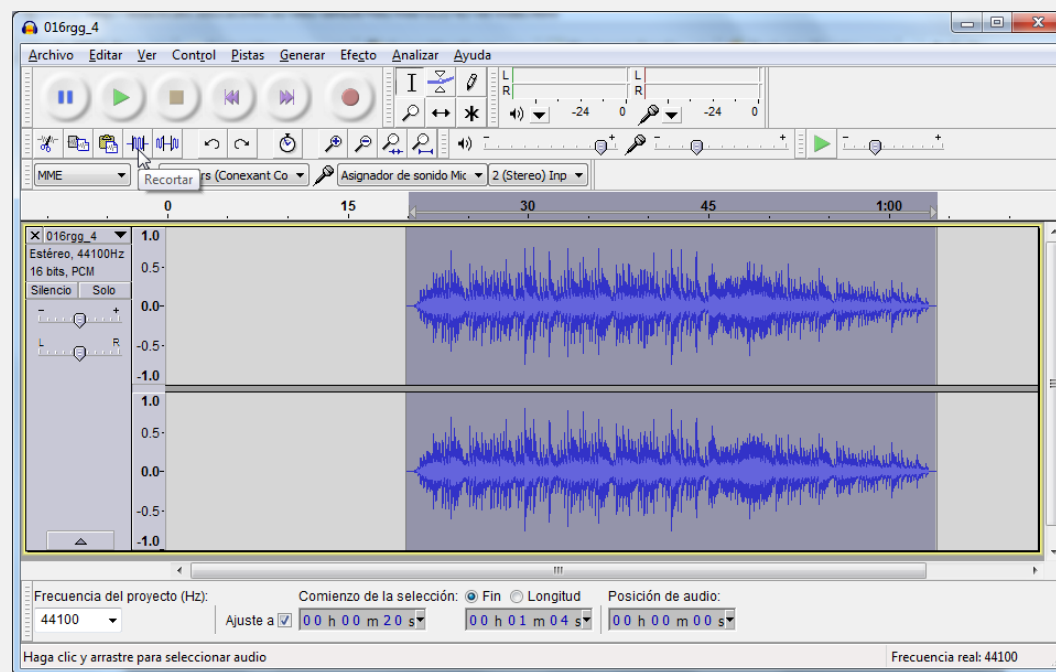 016rgg_4
Archivo Editar Ver Control Pistas Generar Efecto Analizar Ayuda
L
R
-24 0
L
R
-24 0
- +
- +
- +
MME
rs (Conexant Co
Asignador de sonido Mic
2 (Stereo) Inp
Recortar
0 15 30 45 1:00
016rgg_4
Estéreo, 44100Hz
16 bits, PCM
Silencio Solo
- +
L R
1.0
0.5
0.0
-0.5
-1.0
1.0
0.5
0.0
-0.5
-1.0
Frecuencia del proyecto (Hz): Comienzo de la selección: Fin Longitud Posición de audio:
44100 Ajuste a 00 h 00 m 20 s 00 h 01 m 04 s 00 h 00 m 00 s
Haga clic y arrastre para seleccionar audio Frecuencia real: 44100